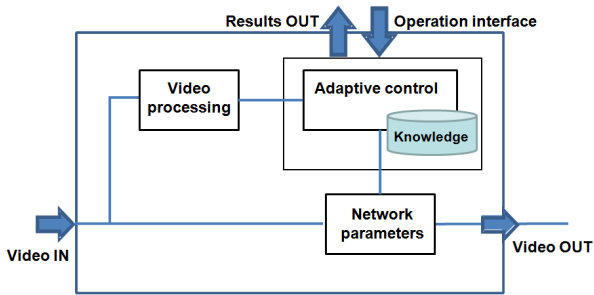 Results OUT
Operation interface
Video
processing
Adaptive control
Knowledge
Network
parameters
Video IN
Video OUT